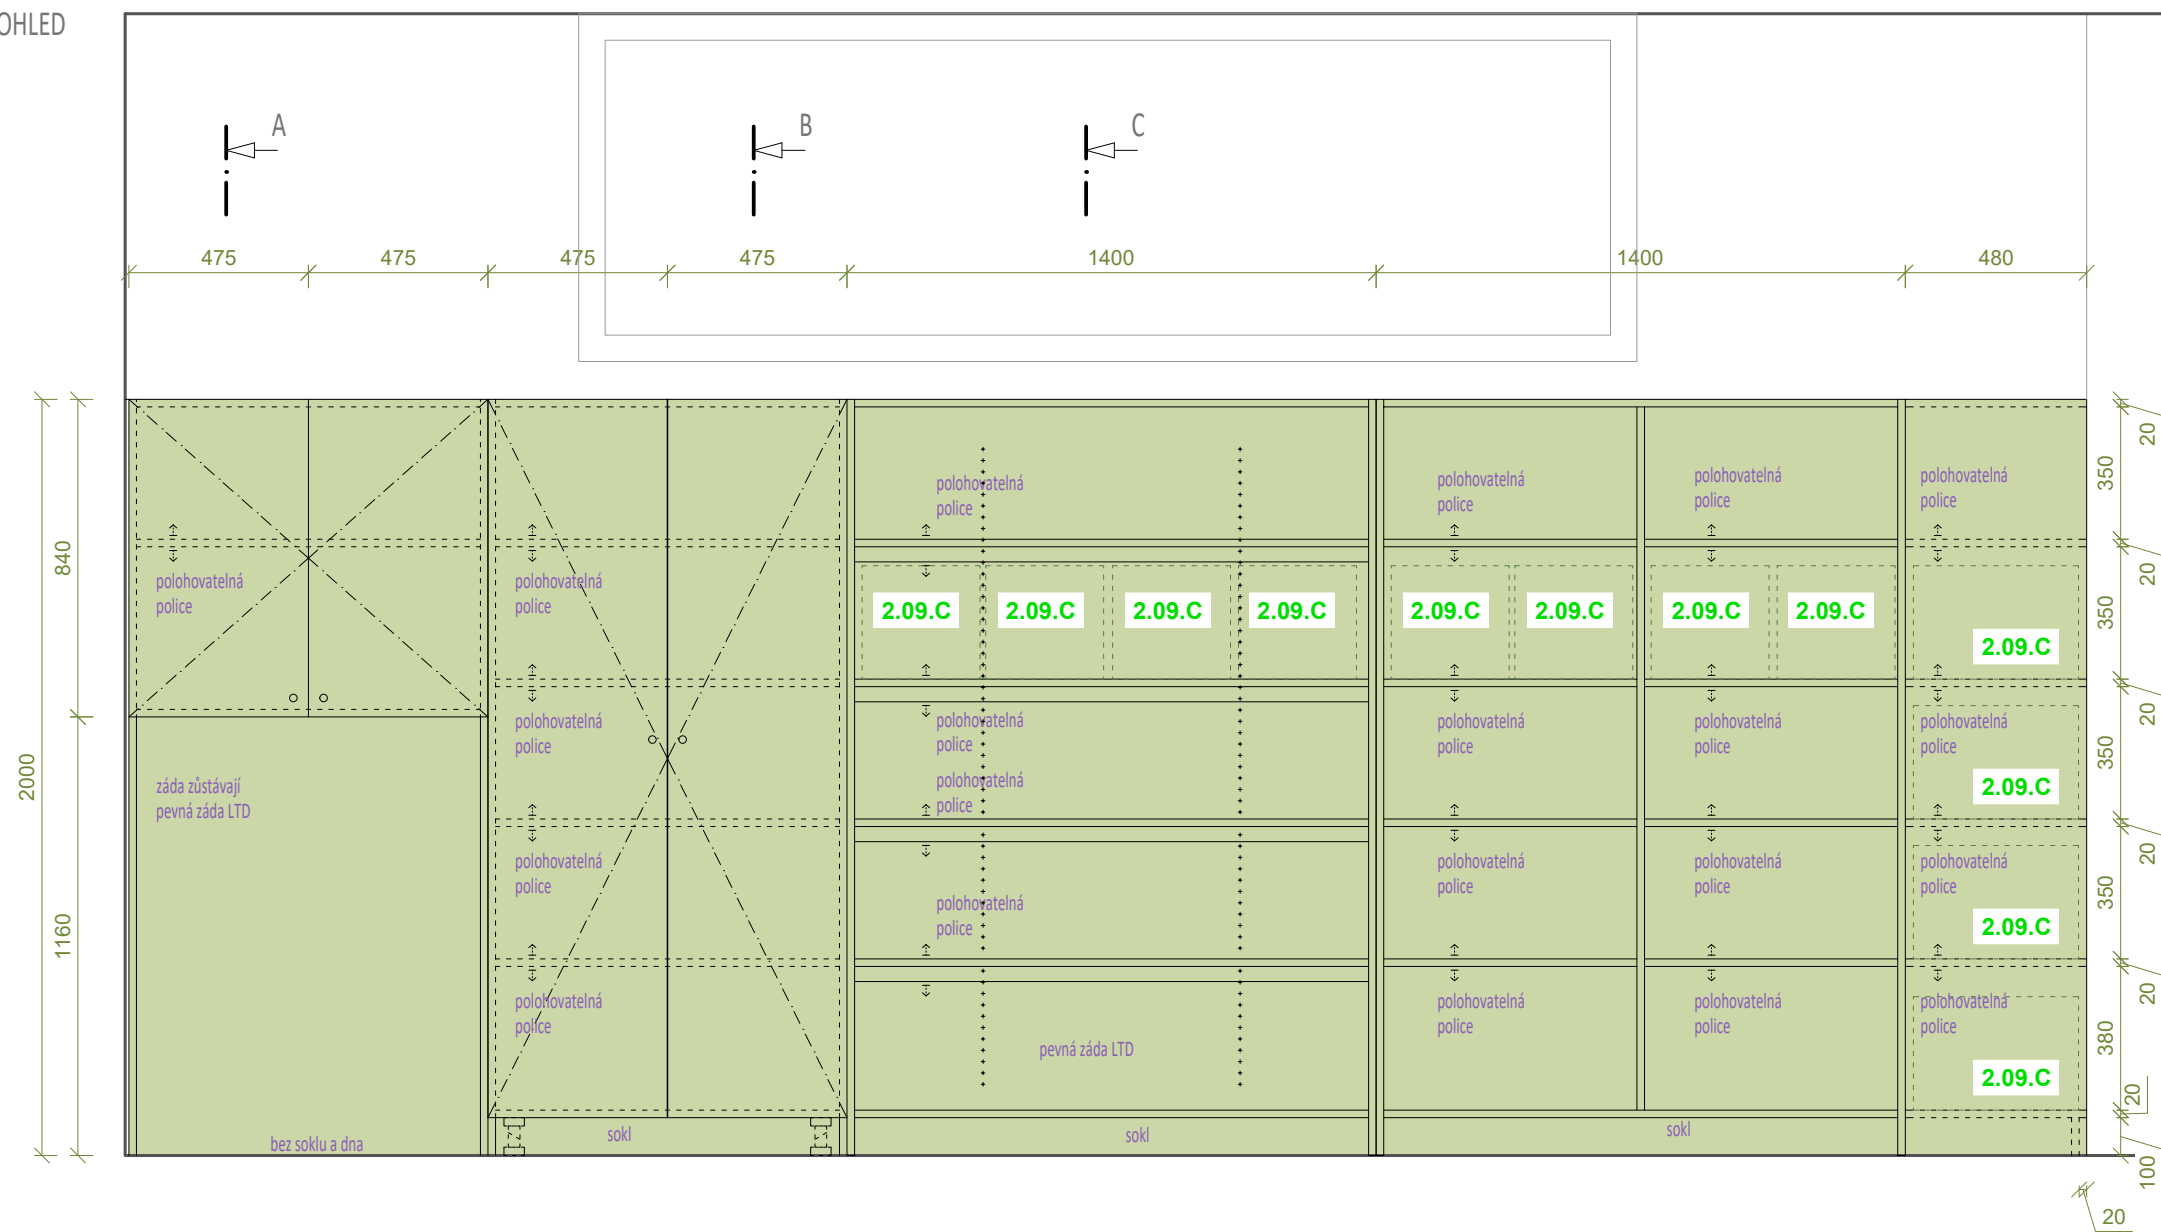 OHLED
A
B
C
475
475
475
475
1400
1400
480
polohovatelná
police
polohovatelná
police
polohovatelná
police
polohovatelná
police
20
350
840
polohovatelná
police
polohovatelná
police
20
2.09.C
2.09.C
2.09.C
2.09.C
2.09.C
2.09.C
2.09.C
2.09.C
2.09.C
350
polohovatelná
police
polohovatelná
police
polohovatelná
police
polohovatelná
police
polohovatelná
police
20
2000
záda zůstávají
pevná záda LTD
polohovatelná
police
2.09.C
350
polohovatelná
police
polohovatelná
police
polohovatelná
police
polohovatelná
police
20
1160
polohovatelná
police
2.09.C
350
polohovatelná
police
polohovatelná
police
polohovatelná
police
polohovatelná
police
20
pevná záda LTD
2.09.C
380
20
bez soklu a dna
sokl
sokl
sokl
100
20